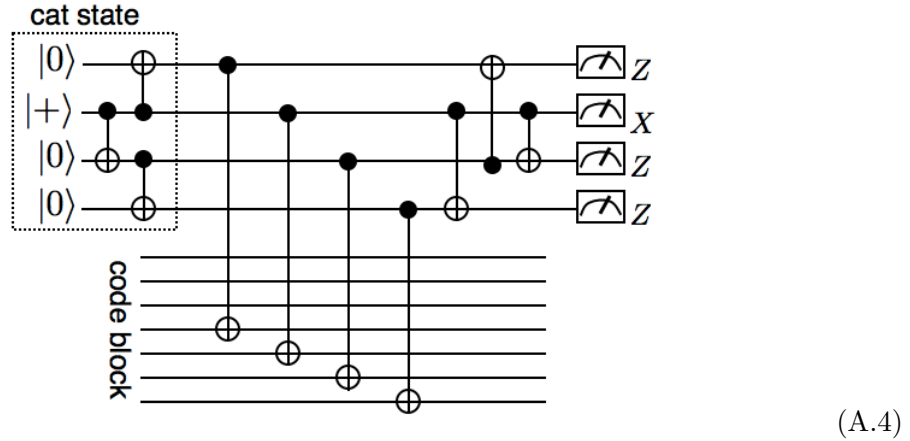 cat state
|0⟩ Z
|+⟩ X
|0⟩ Z
|0⟩ Z
code block
(A.4)